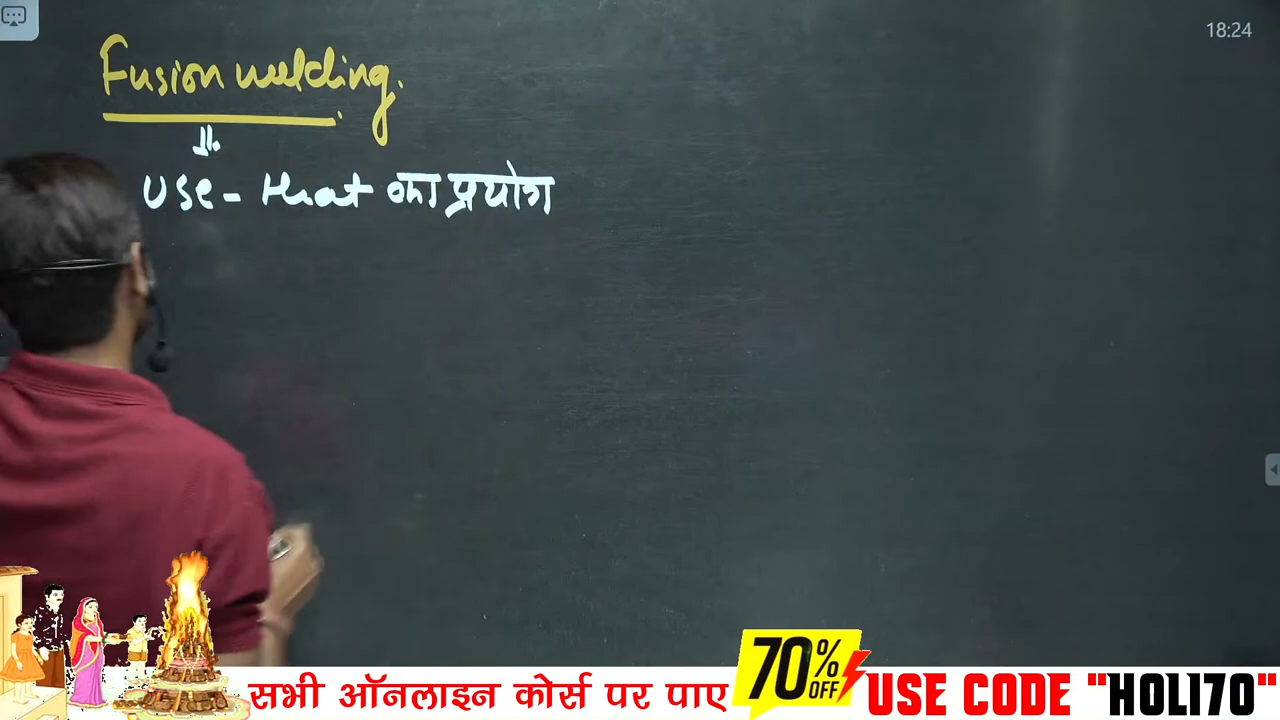 18:24
Fusion welding.
Use - Heat का प्रयोग
सभी ऑनलाइन कोर्स पर पाए 70% OFF USE CODE "HOLI70"